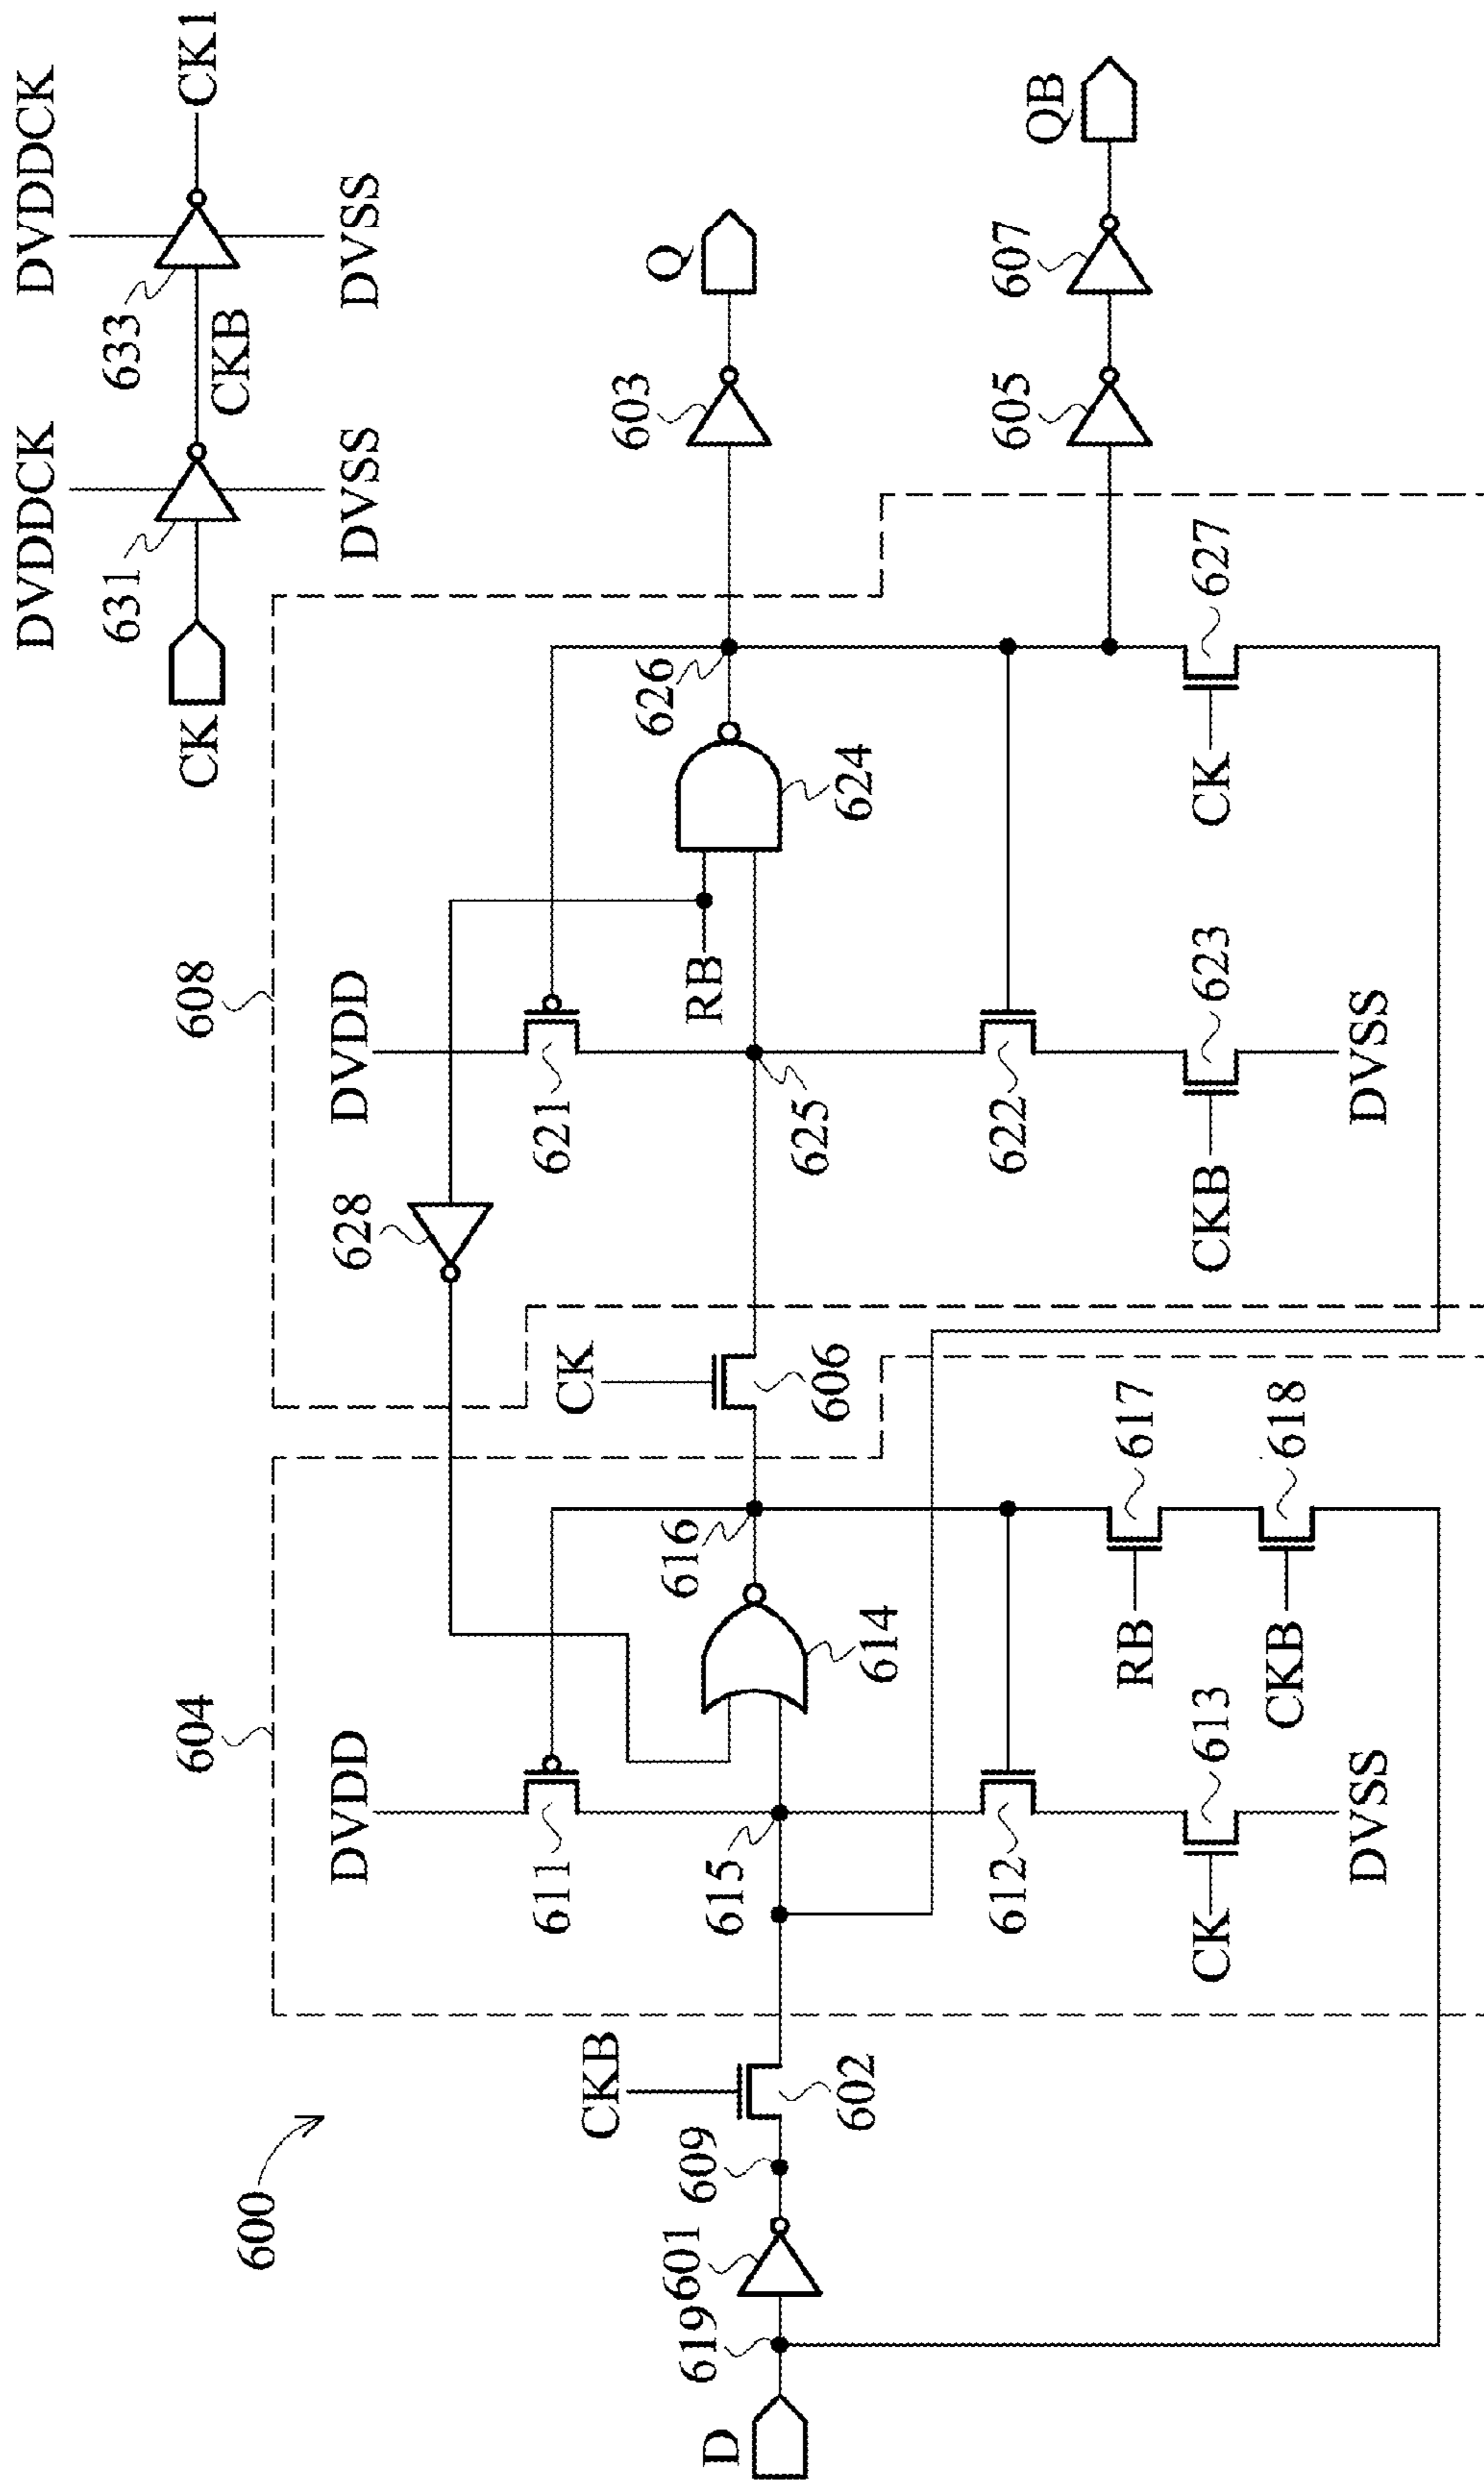 600
D
619
601
609
CKB
602
604
DVDD
611
615
612
CK
613
DVSS
614
616
RB
617
CKB
618
CK
606
628
608
DVDD
621
625
622
CKB
623
DVSS
RB
624
626
CK
627
603
Q
605
607
QB
CK
631
DVDDCK
DVSS
CKB
633
DVDDCK
DVSS
CK1